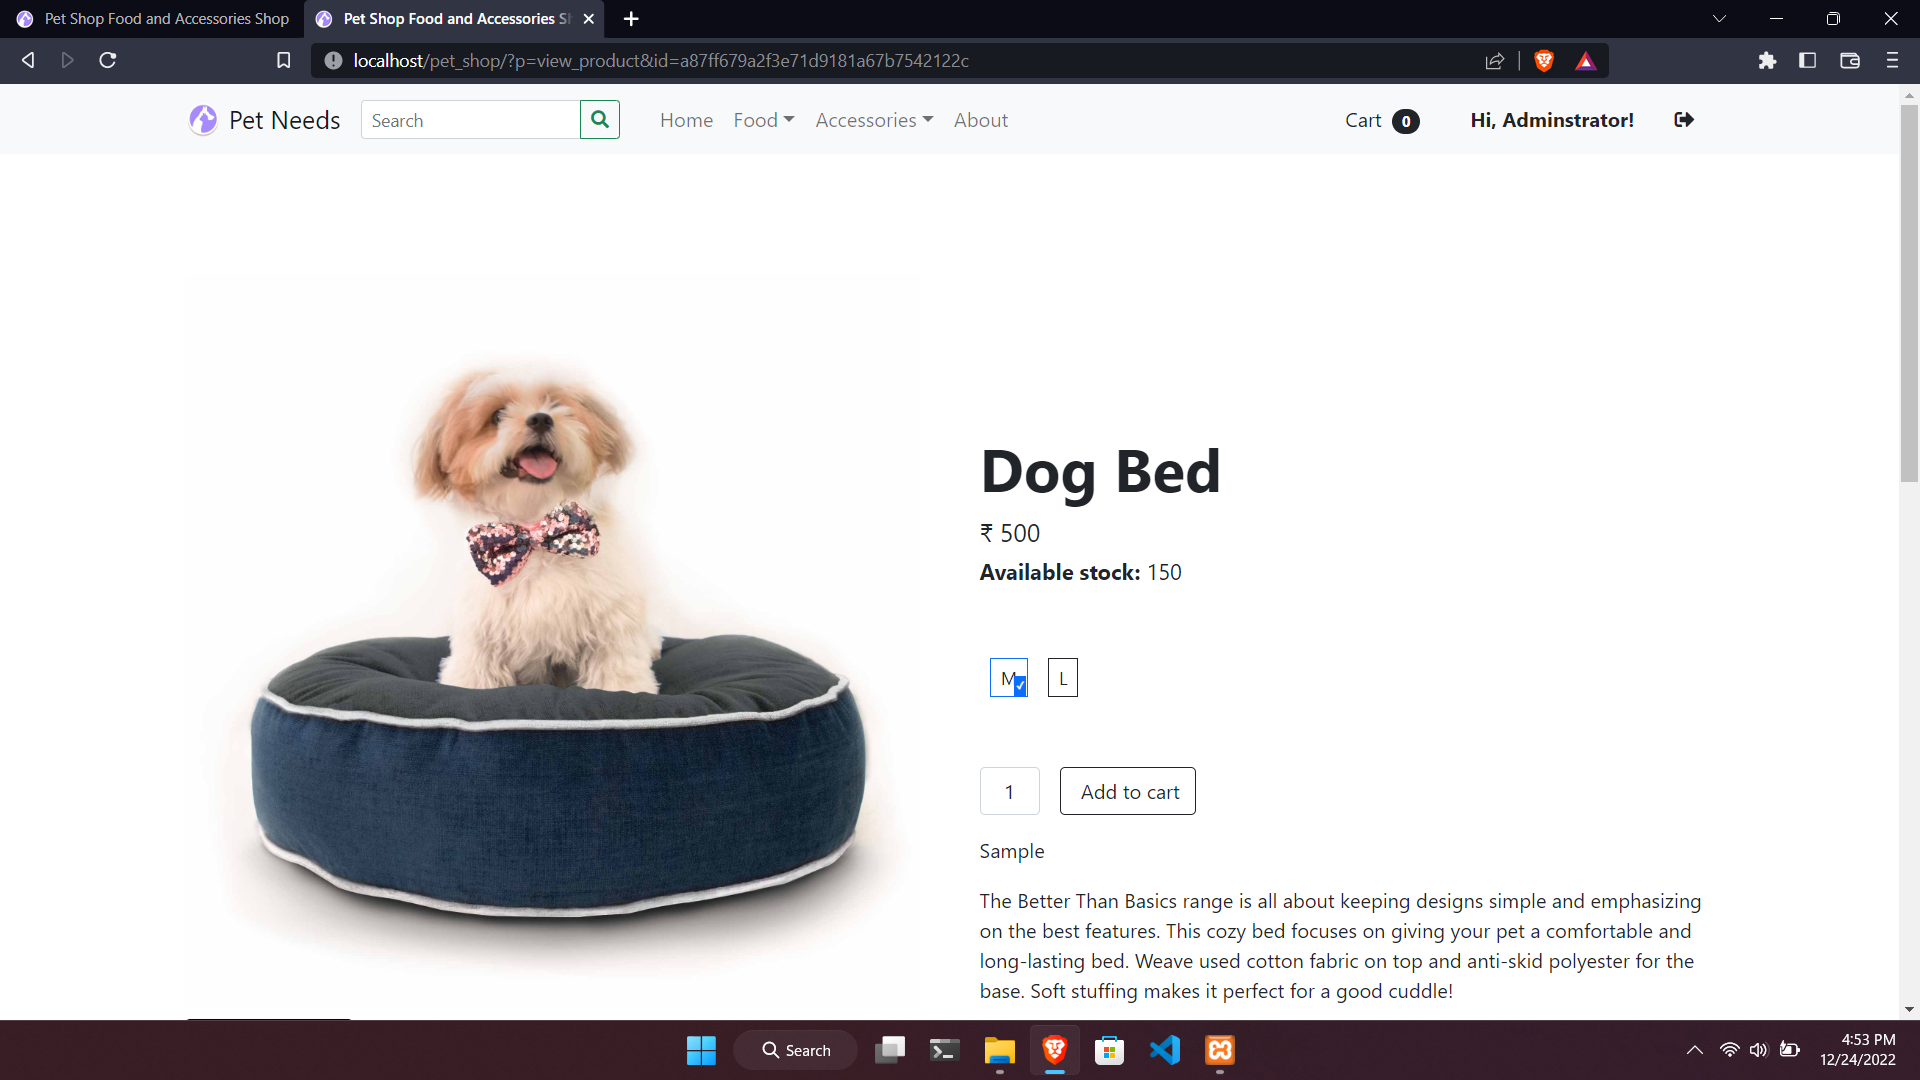 Pet Shop Food and Accessories Shop
Pet Shop Food and Accessories S
localhost/pet_shop/?p=view_product&id=a87ff679a2f3e71d9181a67b7542122c
Pet Needs
Search
Home
Food
Accessories
About
Cart 0
Hi, Adminstrator!
Dog Bed
₹ 500
Available stock: 150
M
L
1
Add to cart
Sample
The Better Than Basics range is all about keeping designs simple and emphasizing
on the best features. This cozy bed focuses on giving your pet a comfortable and
long-lasting bed. Weave used cotton fabric on top and anti-skid polyester for the
base. Soft stuffing makes it perfect for a good cuddle!
Search
4:53 PM
12/24/2022